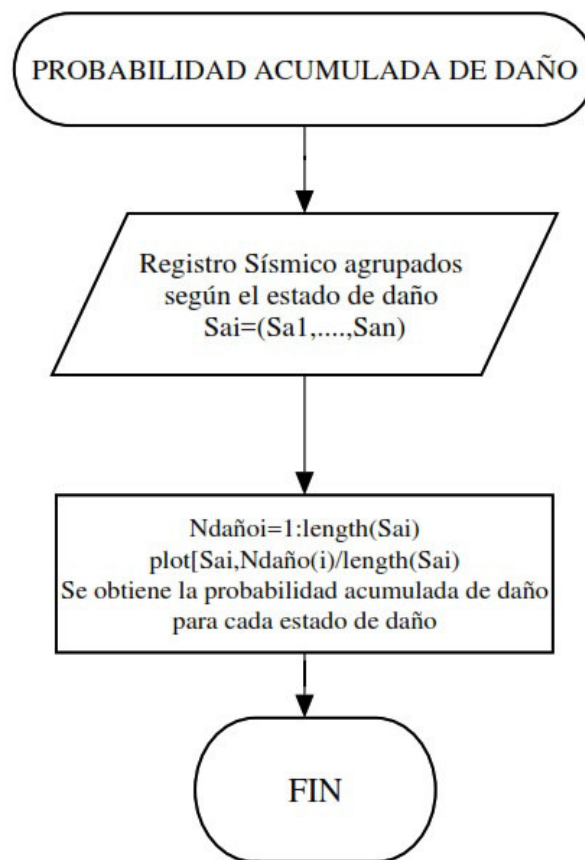 PROBABILIDAD ACUMULADA DE DAÑO
Registro Sísmico agrupados
según el estado de daño
Sai=(Sa1,....,San)
Ndañoi=1:length(Sai)
plot[Sai,Ndaño(i)/length(Sai)
Se obtiene la probabilidad acumulada de daño
para cada estado de daño
FIN